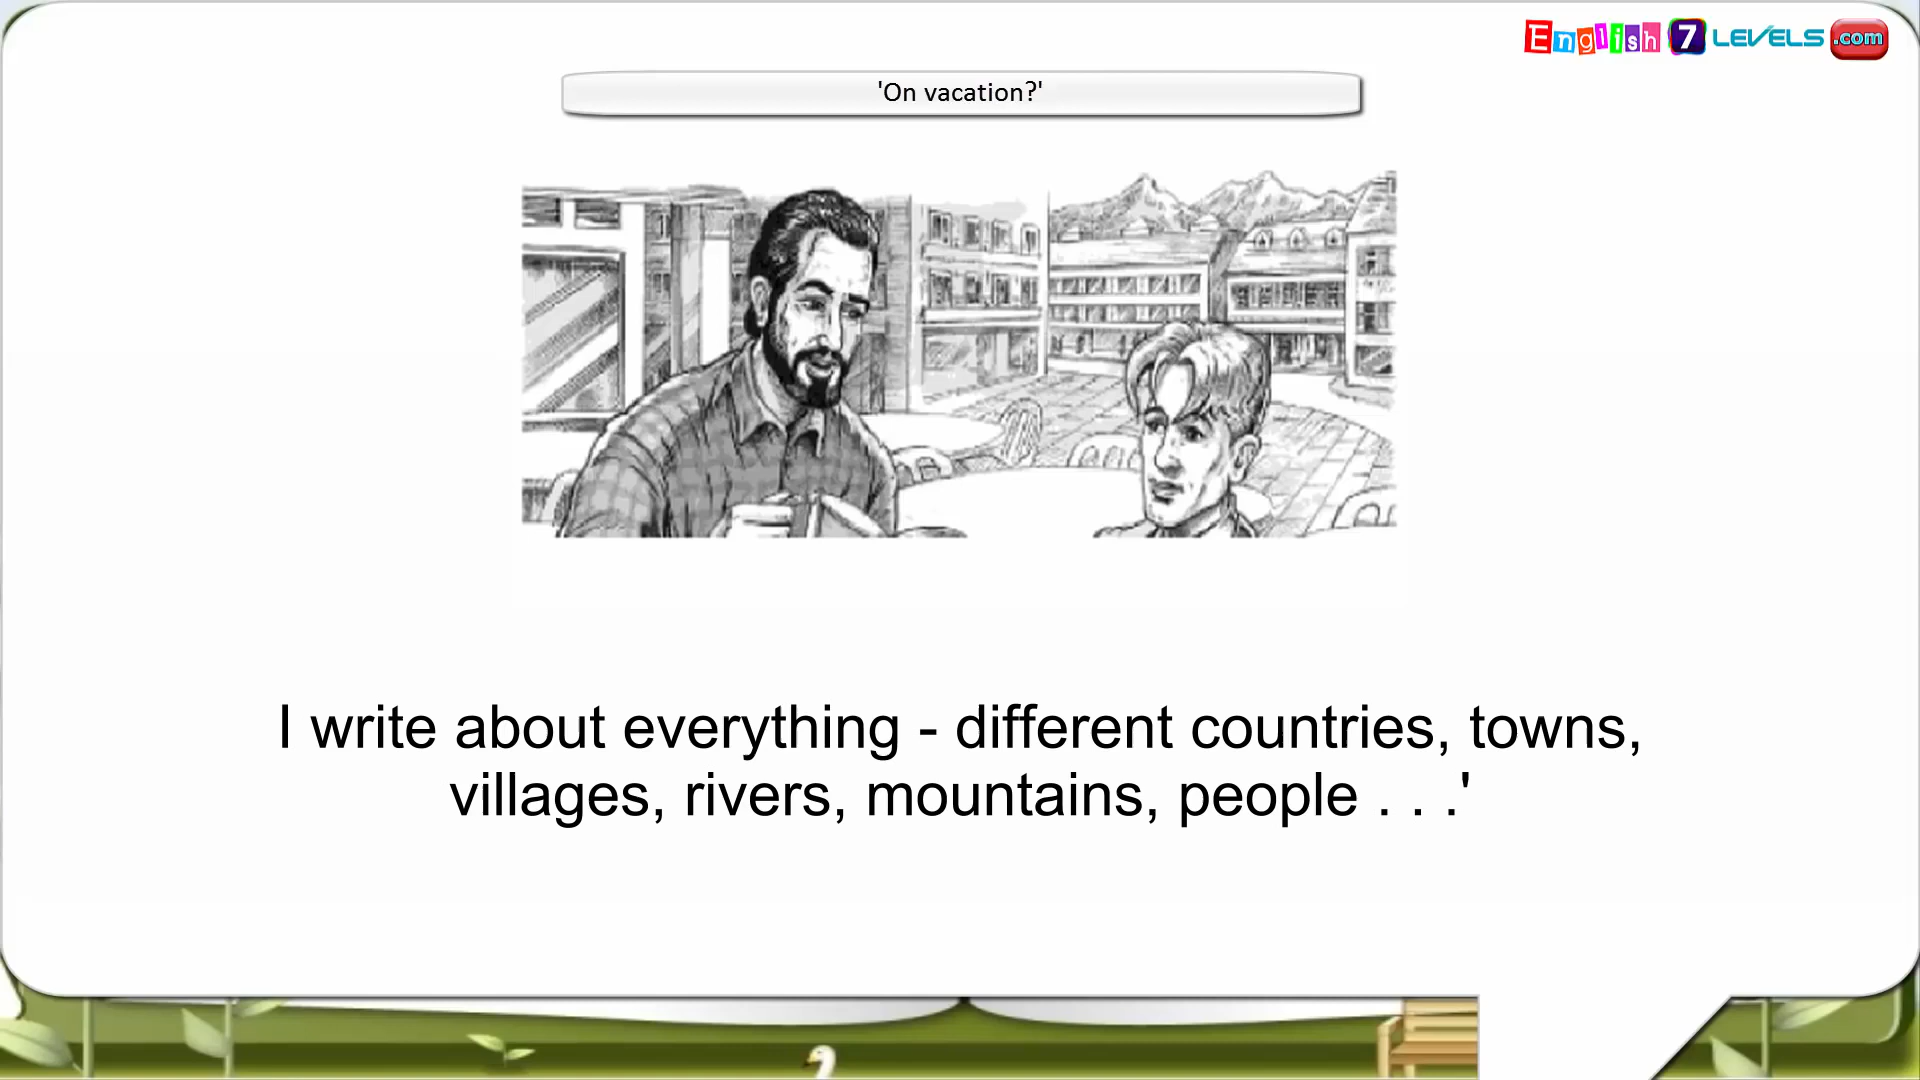 English 7 LEVELS .com
'On vacation?'
I write about everything - different countries, towns,
villages, rivers, mountains, people . . .'